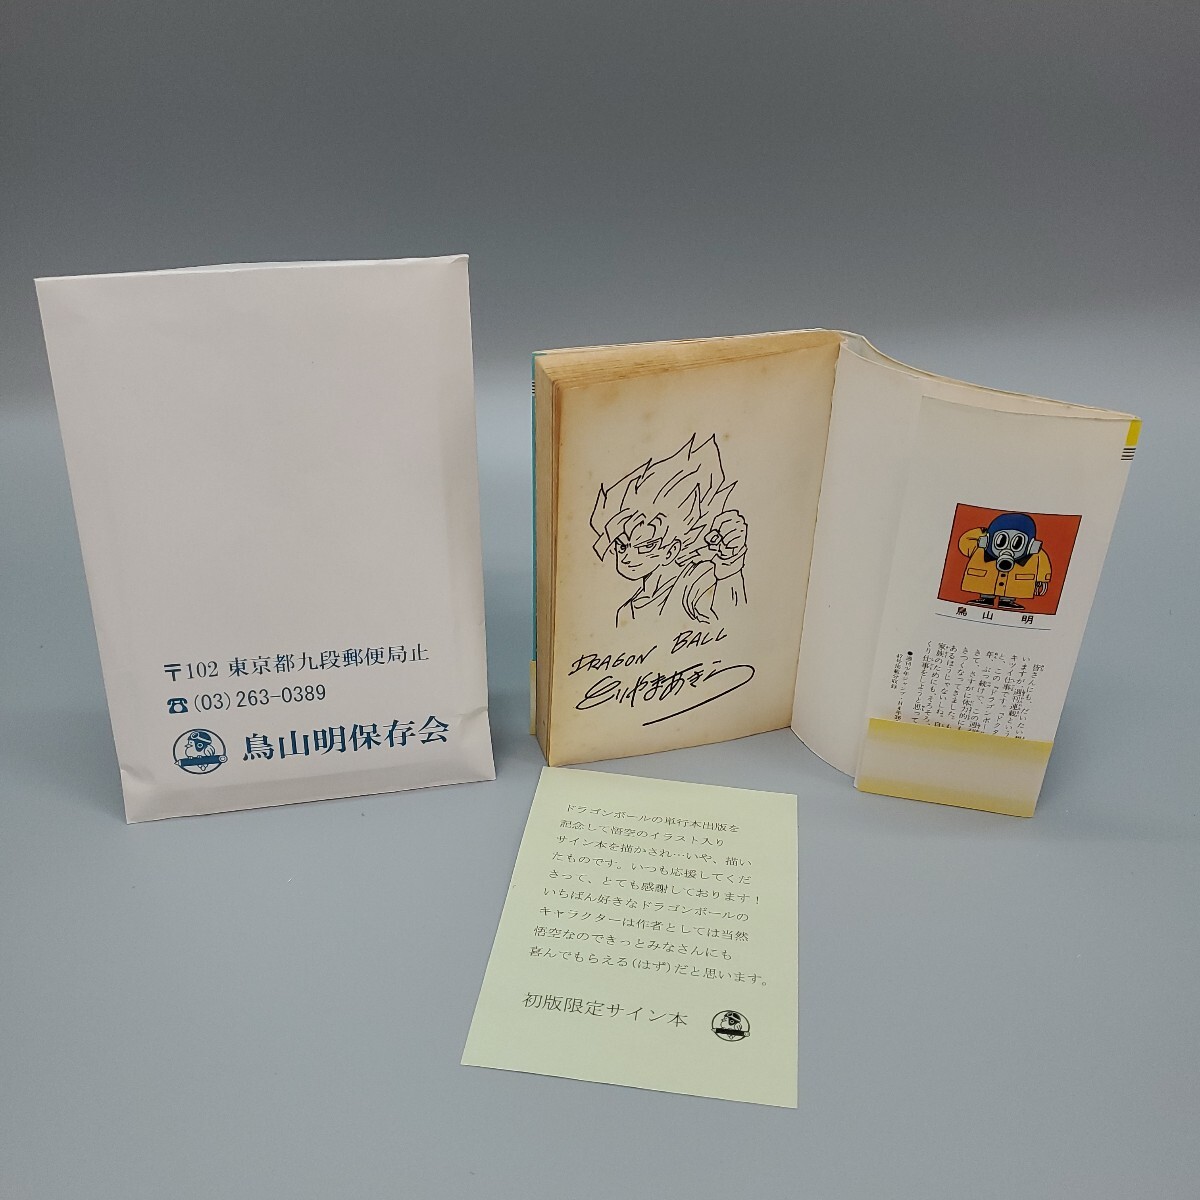 〒102 東京都九段郵便局止
☎(03)263-0389
鳥山明保存会
DRAGON BALL
とりやまあきら
鳥山 明
ドラゴンボールの単行本出版を
記念して悟空のイラスト入り
サイン本を描かされ…いや、描い
たものです。いつも応援してくだ
さって、とても感謝しております!
いちばん好きなドラゴンボールの
キャラクターは作者としては当然
悟空なのできっとみなさんにも
喜んでもらえる(はず)だと思います。
初版限定サイン本